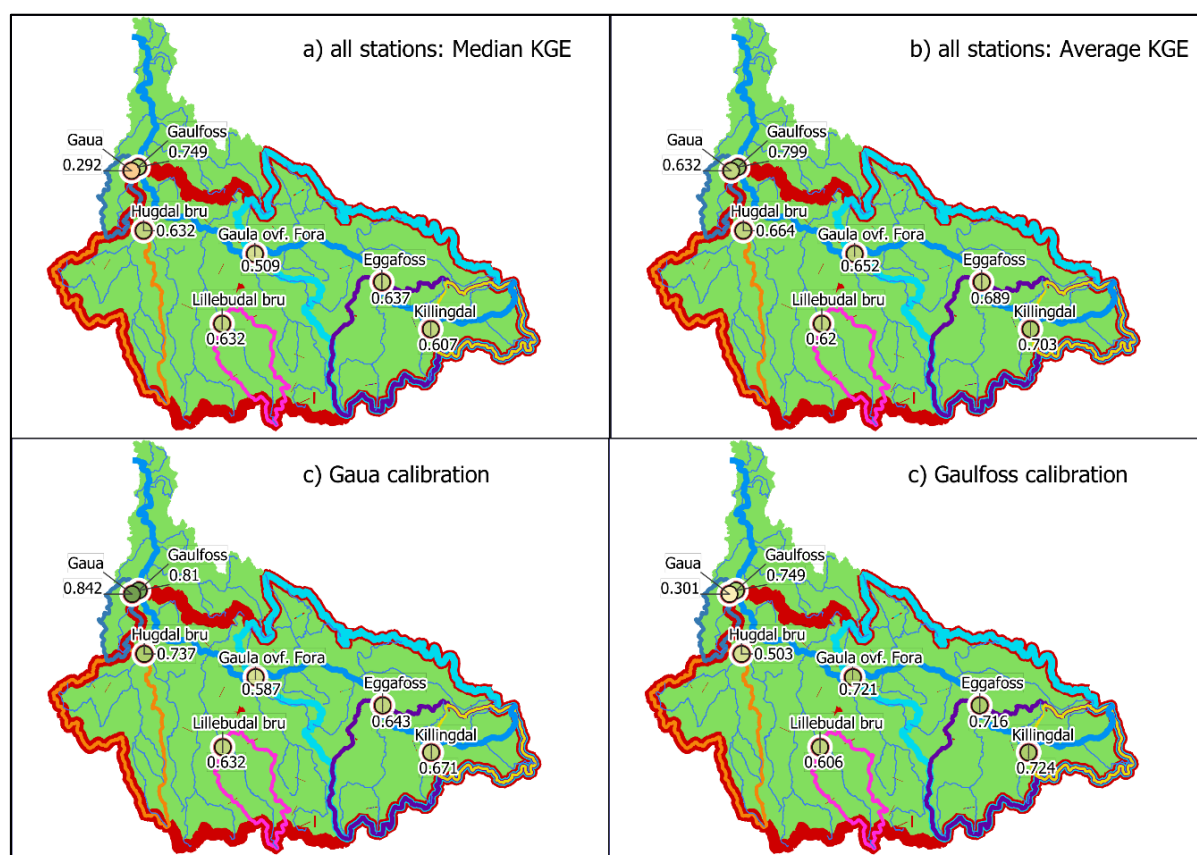 a) all stations: Median KGE
Gaua
Gaulfoss
0.292
0.749
Hugdal bru
0.632
Gaula ovf. Fora
0.509
Eggafoss
0.637
Lillebudal bru
0.632
Killingdal
0.607
b) all stations: Average KGE
Gaua
Gaulfoss
0.632
0.799
Hugdal bru
0.664
Gaula ovf. Fora
0.652
Eggafoss
0.689
Lillebudal bru
0.62
Killingdal
0.703
c) Gaua calibration
Gaua
Gaulfoss
0.842
0.81
Hugdal bru
0.737
Gaula ovf. Fora
0.587
Eggafoss
0.643
Lillebudal bru
0.632
Killingdal
0.671
c) Gaulfoss calibration
Gaua
Gaulfoss
0.301
0.749
Hugdal bru
0.503
Gaula ovf. Fora
0.721
Eggafoss
0.716
Lillebudal bru
0.606
Killingdal
0.724